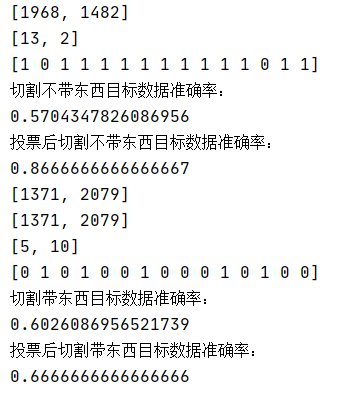 [1968, 1482]
[13, 2]
[1 0 1 1 1 1 1 1 1 1 1 1 0 1 1]
切割不带东西目标数据准确率：
0.5704347826086956
投票后切割不带东西目标数据准确率：
0.8666666666666667
[1371, 2079]
[1371, 2079]
[5, 10]
[0 1 0 1 0 0 1 0 0 0 1 0 1 0 0]
切割带东西目标数据准确率：
0.6026086956521739
投票后切割带东西目标数据准确率：
0.6666666666666666